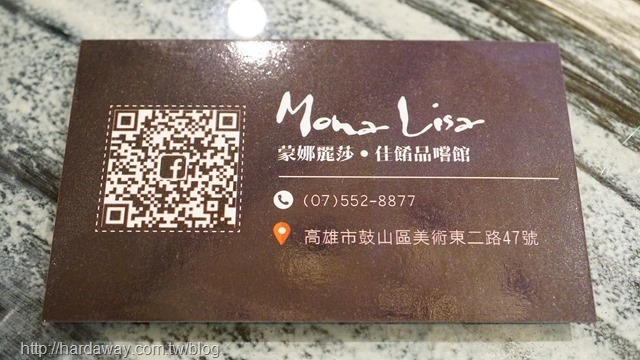 Mona Lisa
蒙娜麗莎•佳餚品嚐館
(07)552-8877
高雄市鼓山區美術東二路47號
http://hardaway.com.tw/blog